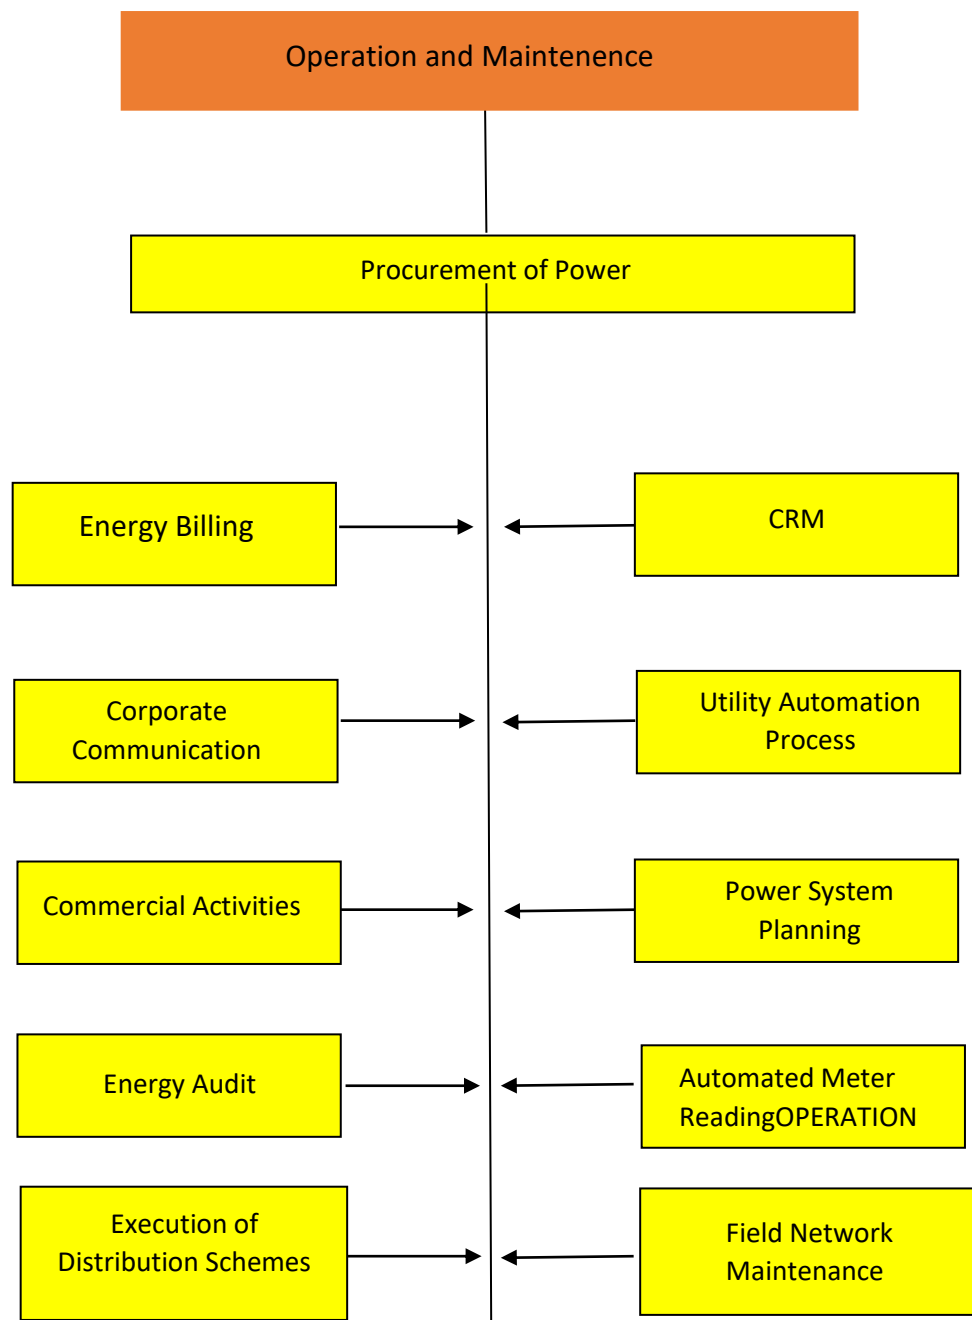 Operation and Maintenence
Procurement of Power
Energy Billing
CRM
Corporate
Communication
Utility Automation
Process
Commercial Activities
Power System
Planning
Energy Audit
Automated Meter
ReadingOPERATION
Execution of
Distribution Schemes
Field Network
Maintenance